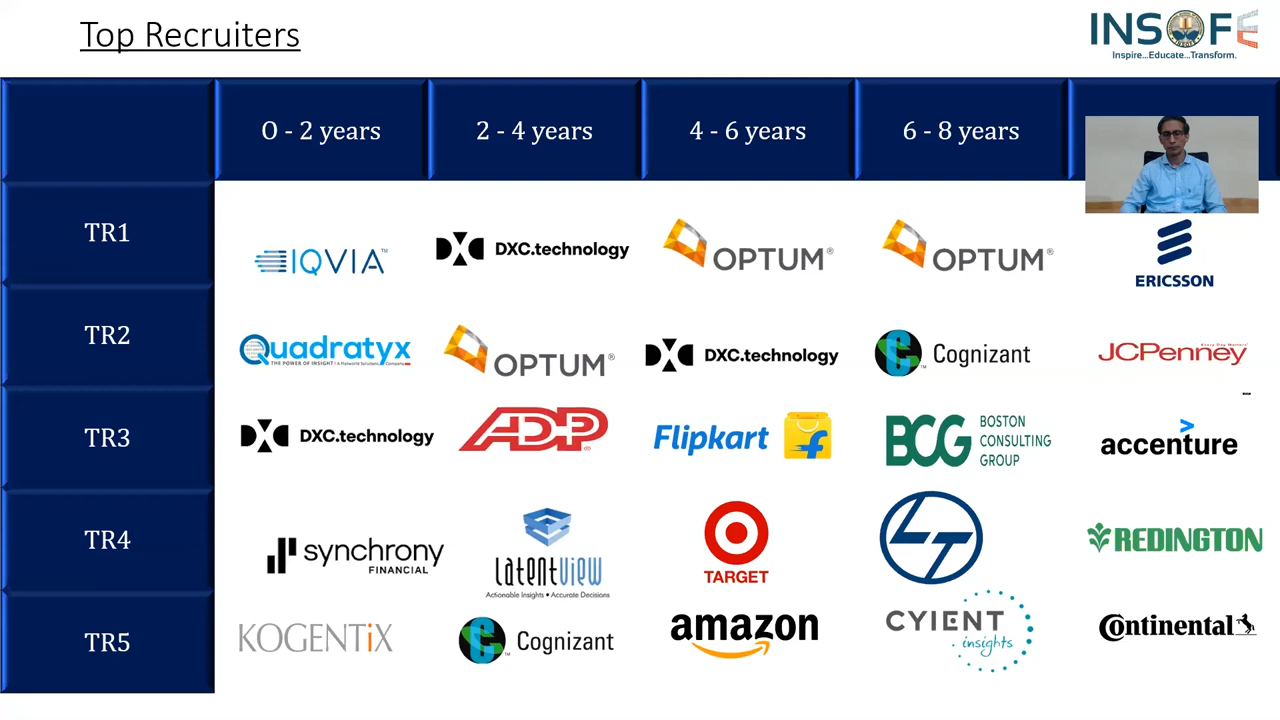 Top Recruiters
INSOFE
Inspire...Educate...Transform.
0 - 2 years
2 - 4 years
4 - 6 years
6 - 8 years
TR1
IQVIA™
DXC.technology
OPTUM®
OPTUM®
ERICSSON
TR2
Quadratyx
THE POWER OF INSIGHT
OPTUM®
DXC.technology
Cognizant
JCPenney
TR3
DXC.technology
ADP
Flipkart
f
BCG
BOSTON
CONSULTING
GROUP
accenture
TR4
synchrony
FINANCIAL
LatentView
Actionable Insights • Accurate Decisions
TARGET
LT
REDINGTON
TR5
KOGENTiX
Cognizant
amazon
CYIENT
insights
Continental